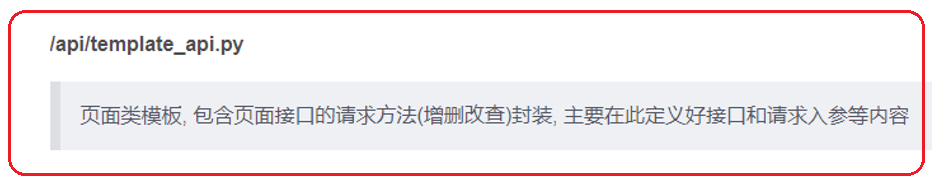 /api/template_api.py
页面类模板, 包含页面接口的请求方法(增删改查)封装, 主要在此定义好接口和请求入参等内容